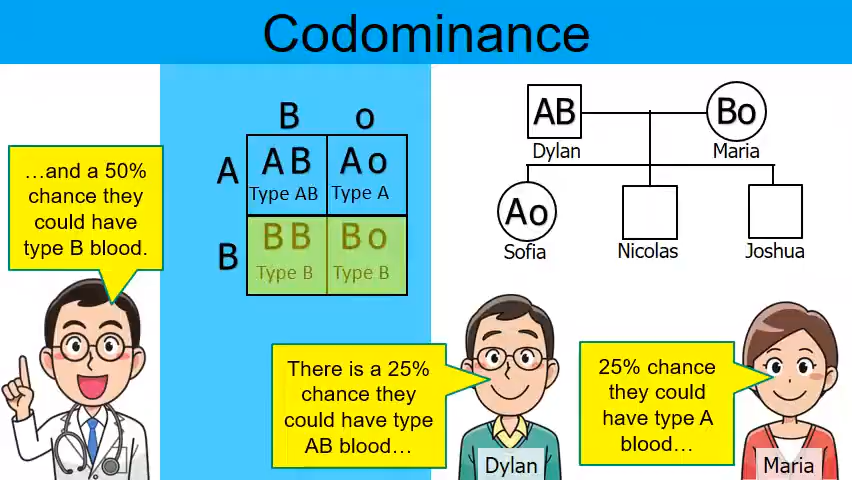 Codominance
B o
A AB Ao
Type AB Type A
B BB Bo
Type B Type B
AB Bo
Dylan Maria
Ao
Sofia Nicolas Joshua
There is a 25%
chance they
could have type
AB blood…
Dylan
25% chance
they could
have type A
blood…
Maria
…and a 50%
chance they
could have
type B blood.